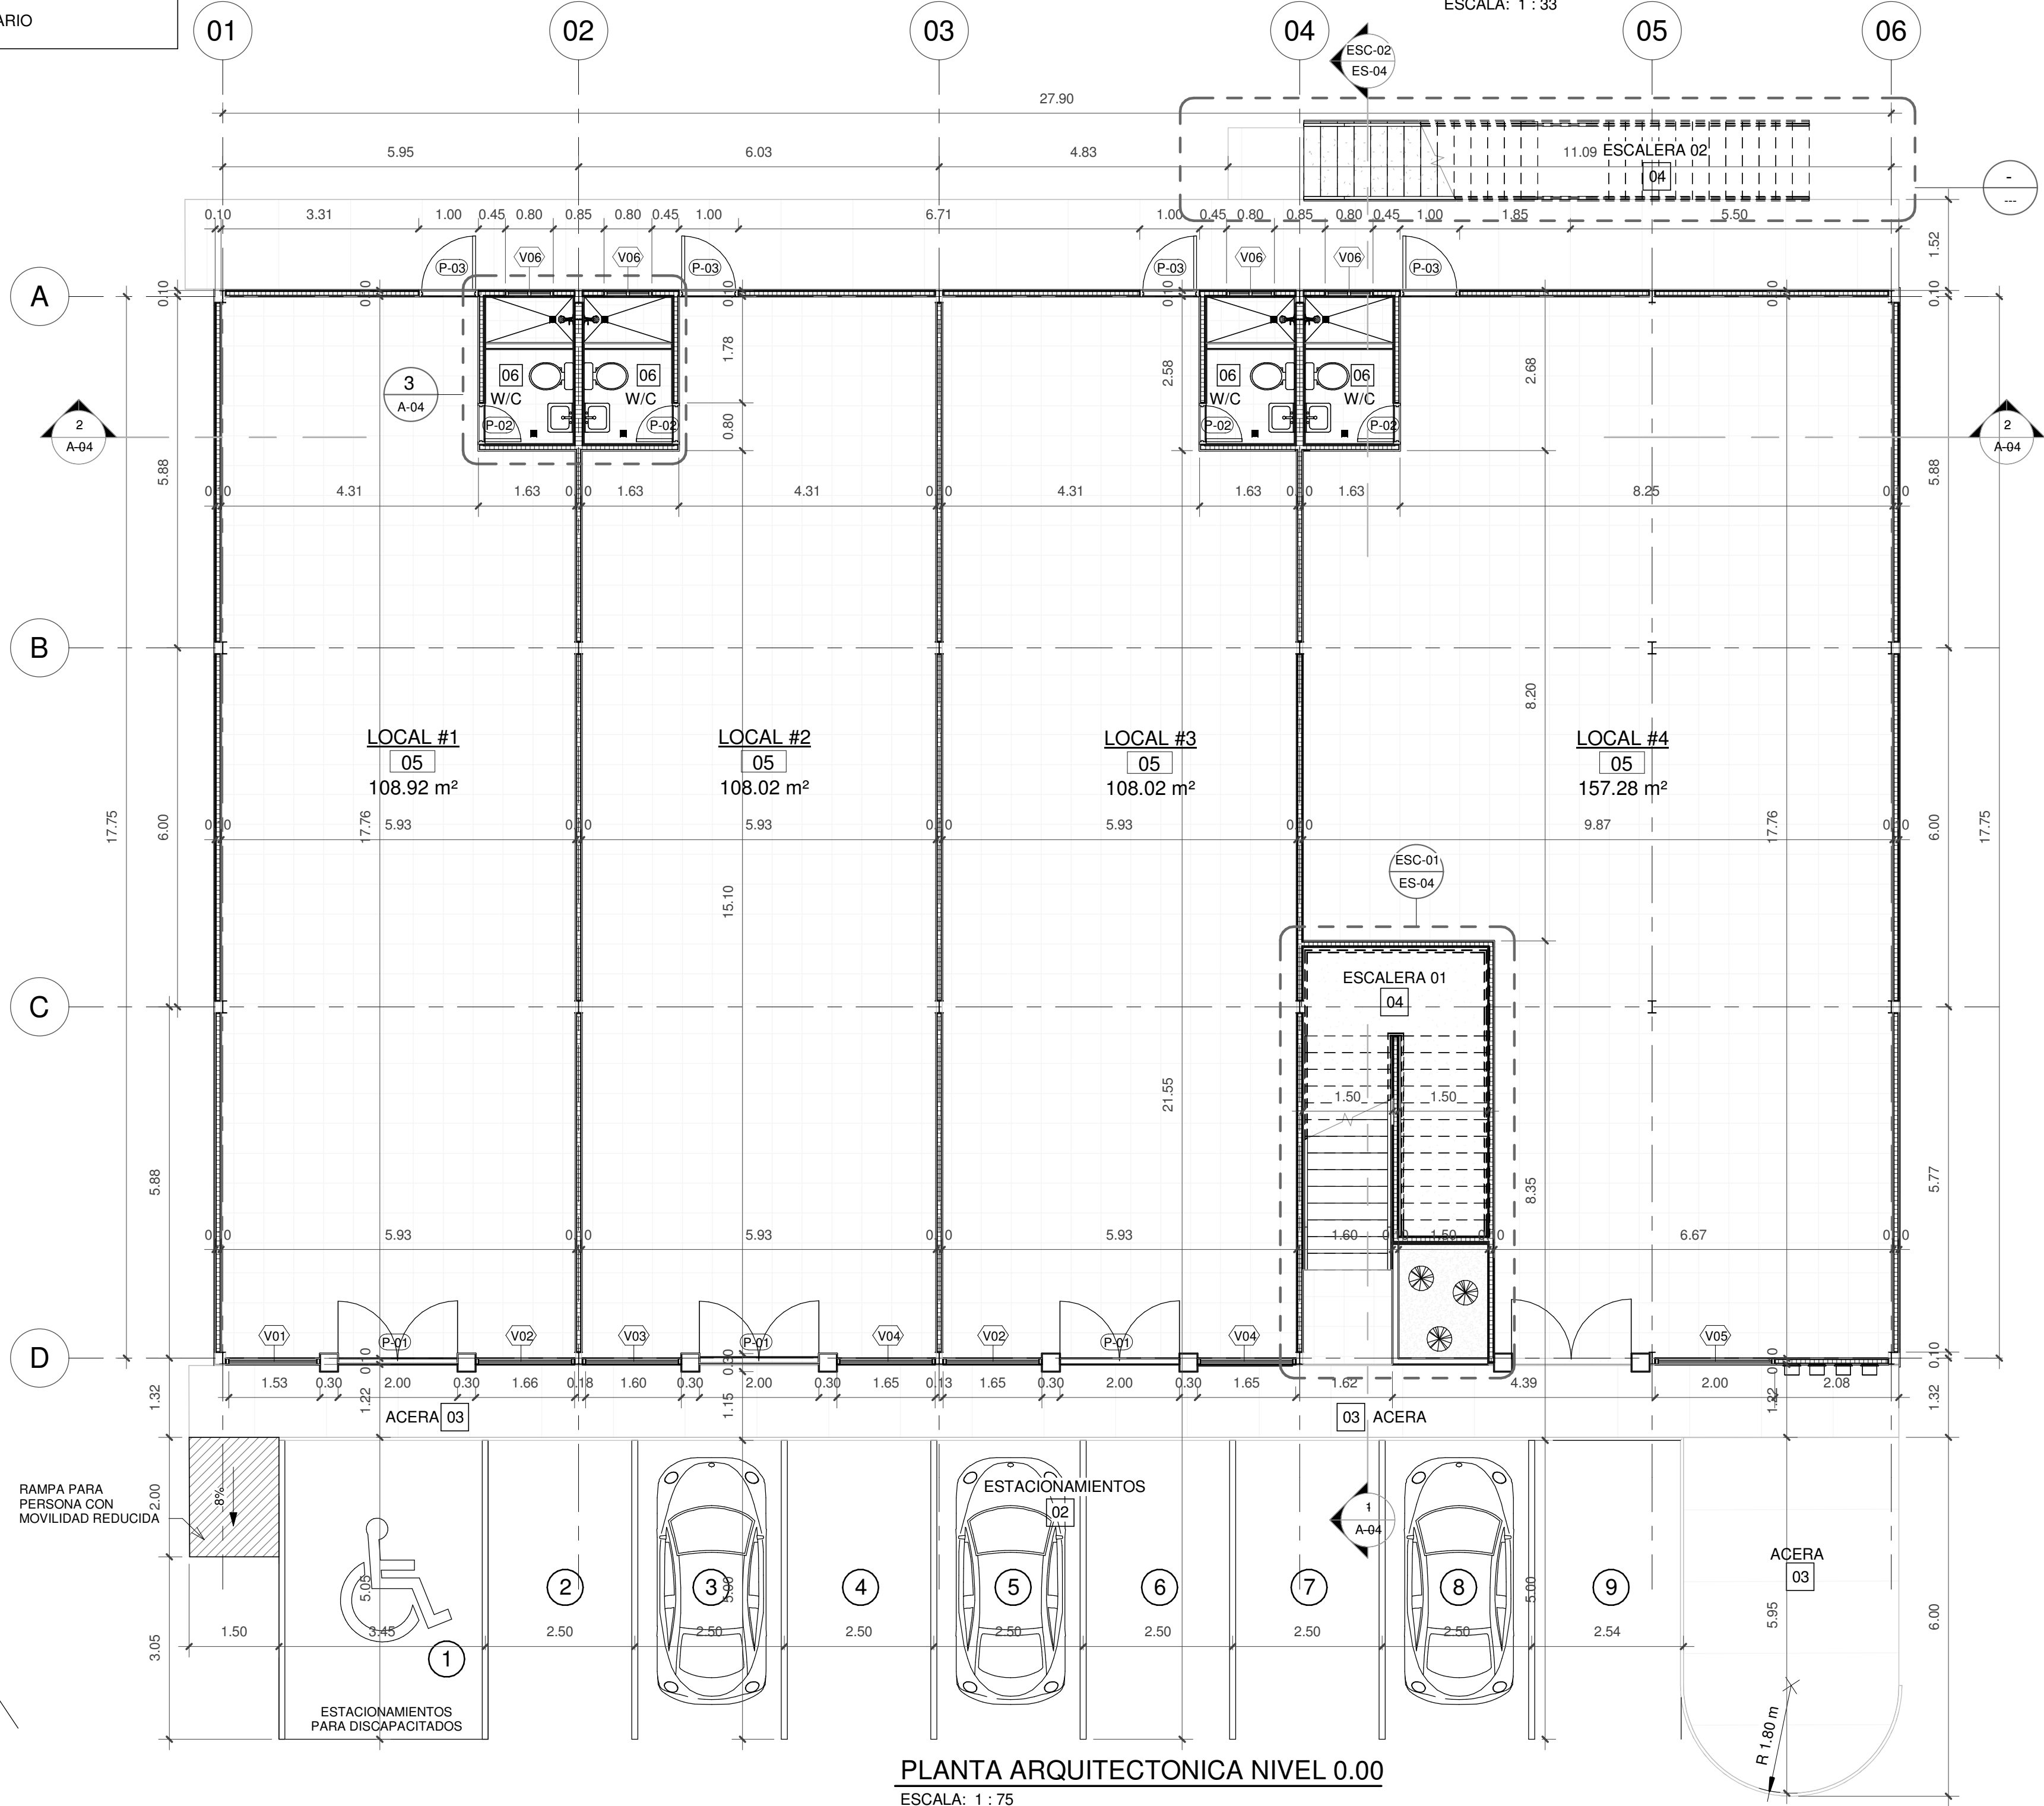 ARIO
ESCALA: 1 : 33
01
02
03
04
05
06
ESC-02
ES-04
27.90
5.95
6.03
4.83
11.09
ESCALERA 02
04
-
---
0.10
3.31
1.00
0.45
0.80
0.85
0.80
0.45
1.00
6.71
1.00
0.45
0.80
0.85
0.80
0.45
1.00
1.85
5.50
1.52
P-03
V06
V06
P-03
P-03
V06
V06
P-03
A
0.10
0.10
0.10
0.10
1.78
2.58
2.68
3
A-04
06
W/C
06
W/C
06
W/C
06
W/C
P-02
P-02
P-02
P-02
0.80
2
A-04
2
A-04
5.88
5.88
4.31
1.63
1.63
4.31
4.31
1.63
1.63
8.25
B
8.20
LOCAL #1
05
108.92 m²
LOCAL #2
05
108.02 m²
LOCAL #3
05
108.02 m²
LOCAL #4
05
157.28 m²
17.75
6.00
17.76
5.93
5.93
5.93
9.87
17.76
6.00
17.75
ESC-01
ES-04
15.10
ESCALERA 01
04
C
21.55
1.50
1.50
5.88
8.35
5.77
5.93
5.93
5.93
1.60
1.50
6.67
V01
P-01
V02
V03
P-01
V04
V02
P-01
V04
V05
D
0.10
0.30
0.10
1.32
1.53
0.30
2.00
0.30
1.66
0.18
1.60
0.30
2.00
0.30
1.65
0.13
1.65
0.30
2.00
0.30
1.65
1.62
4.39
2.00
2.08
1.32
1.22
1.15
ACERA 03
03 ACERA
RAMPA PARA
PERSONA CON
MOVILIDAD REDUCIDA
2.00
8%
ESTACIONAMIENTOS
02
1
A-04
ACERA
03
5.05
2
3
4
5
6
7
8
9
5.00
5.95
6.00
3.05
1.50
3.45
2.50
2.50
2.50
2.50
2.50
2.50
2.50
2.54
1
ESTACIONAMIENTOS
PARA DISCAPACITADOS
R 1.80 m
PLANTA ARQUITECTONICA NIVEL 0.00
ESCALA: 1 : 75